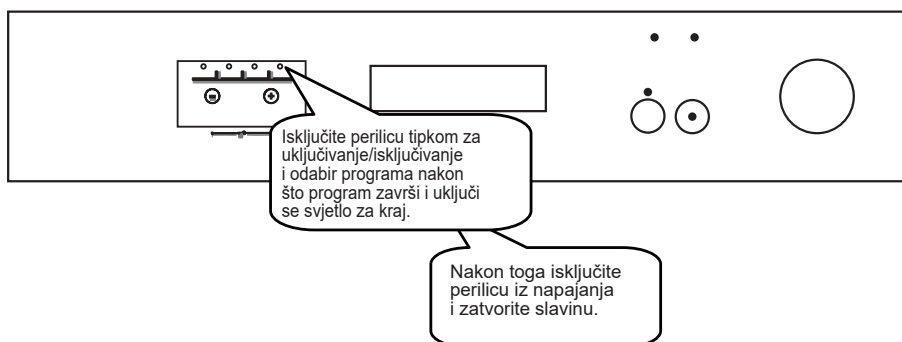 Isključite perilicu tipkom za
uključivanje/isključivanje
i odabir programa nakon
što program završi i uključi
se svjetlo za kraj.
Nakon toga isključite
perilicu iz napajanja
i zatvorite slavinu.